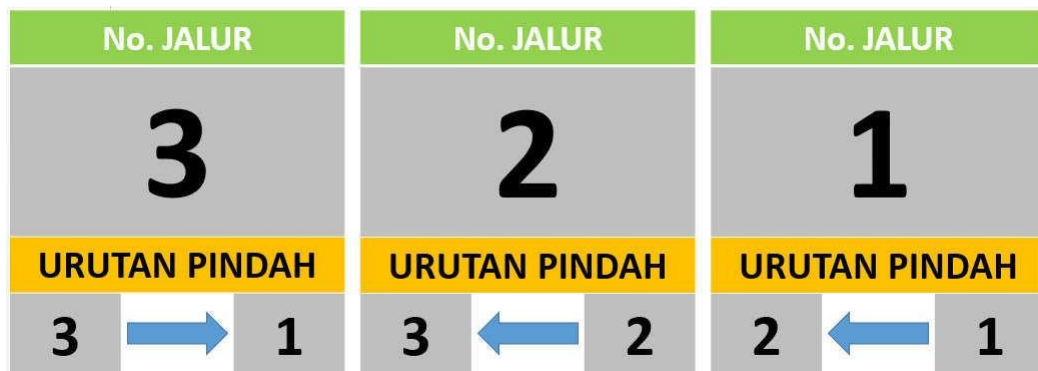 No. JALUR
3
URUTAN PINDAH
3 1
No. JALUR
2
URUTAN PINDAH
3 2
No. JALUR
1
URUTAN PINDAH
2 1